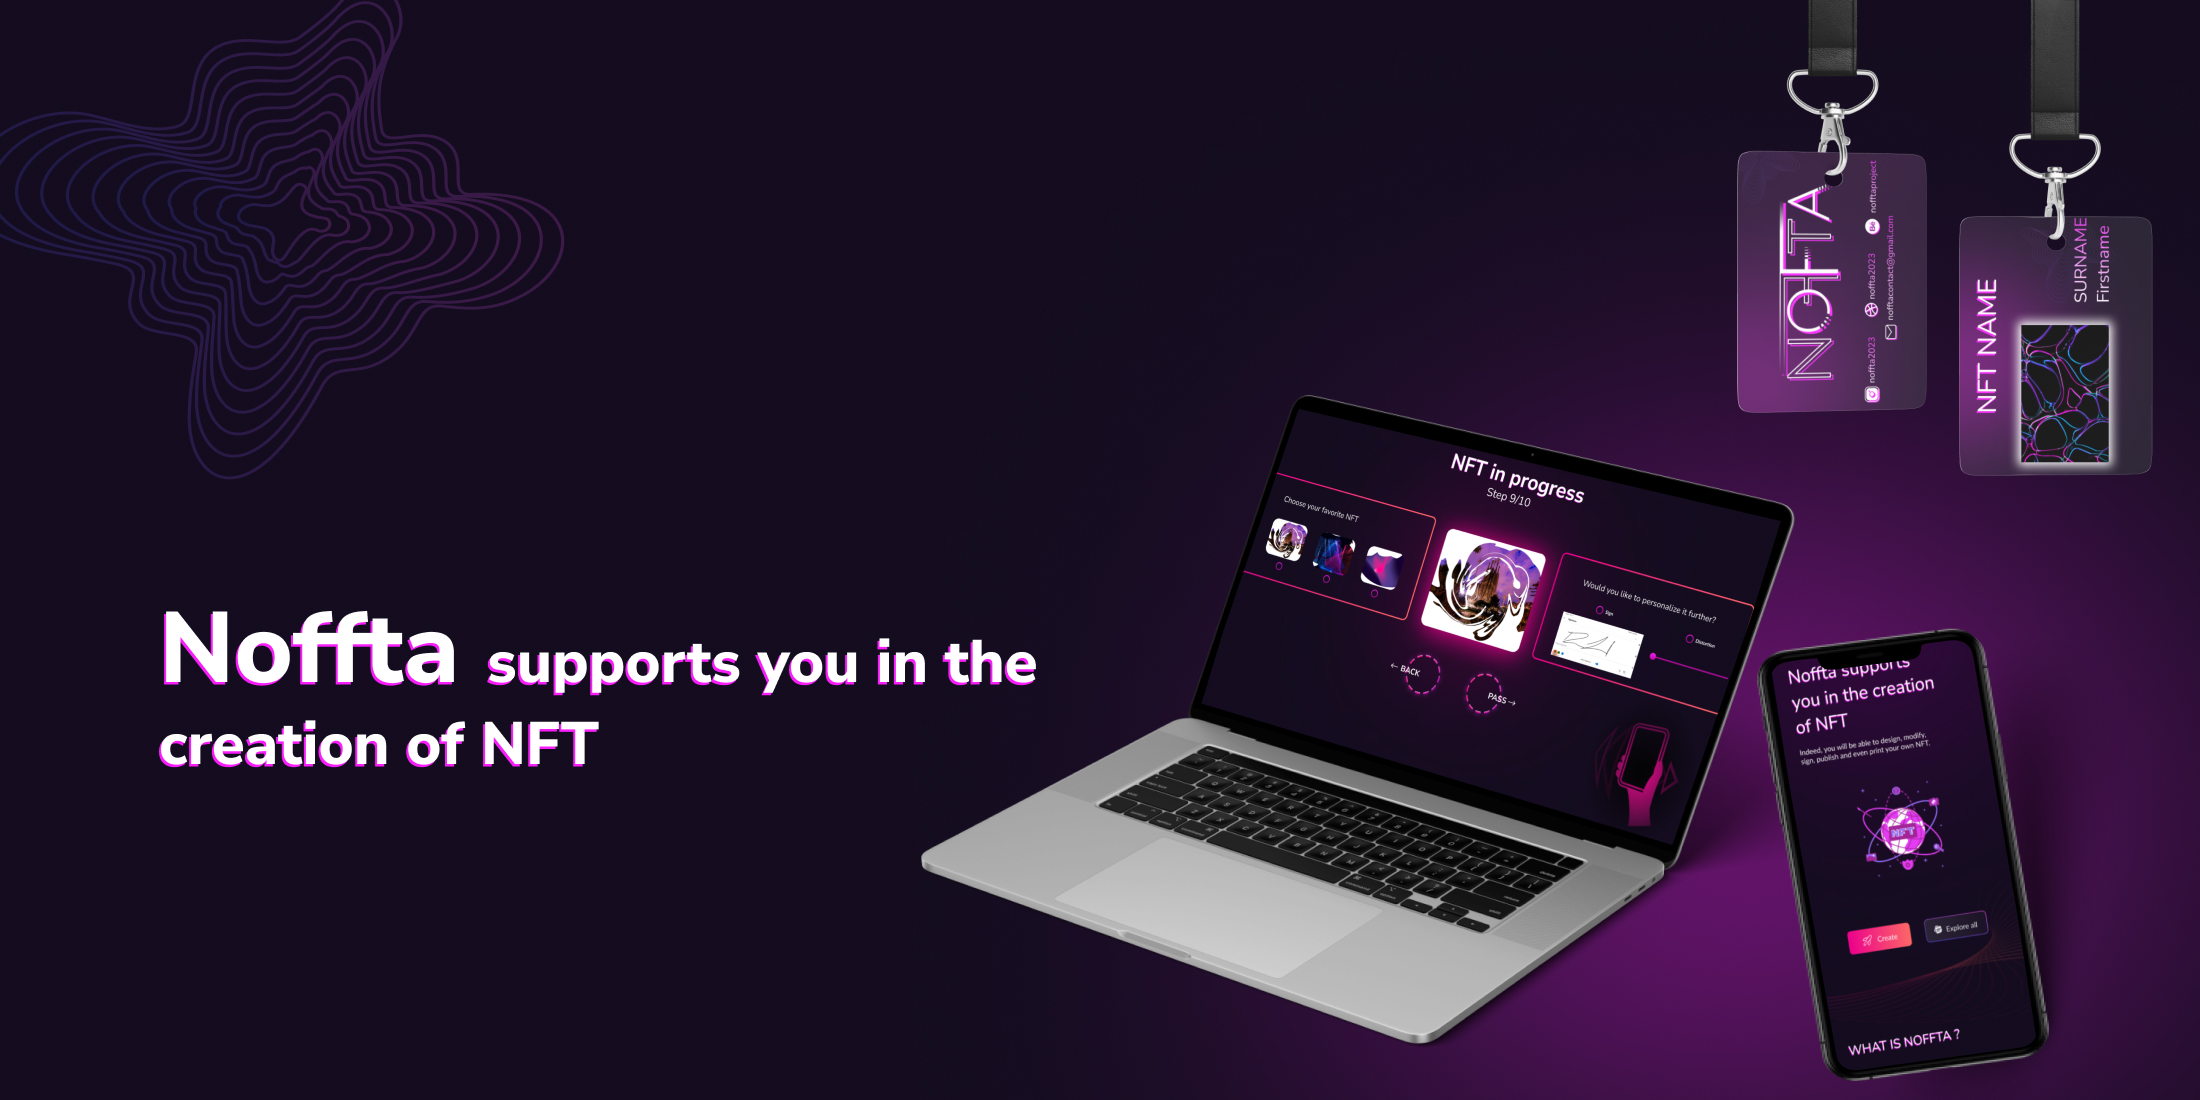 Noffta supports you in the
creation of NFT
NFT in progress
Step 9/10
Choose your favorite NFT
Would you like to personalize it further?
Sign
Distortion
← BACK
PASS →
Noffta supports
you in the creation
of NFT
Indeed, you will be able to design, modify,
sign, publish and even print your own NFT.
NFT
Create
Explore all
WHAT IS NOFFTA ?
NOFFTA
noffta2023
noffta2023
nofftaproject
nofftacontact@gmail.com
NFT NAME
SURNAME
Firstname